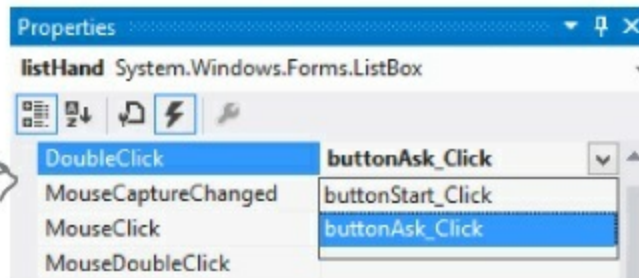 Properties
listHand System.Windows.Forms.ListBox
DoubleClick buttonAsk_Click
MouseCaptureChanged buttonStart_Click
MouseClick buttonAsk_Click
MouseDoubleClick